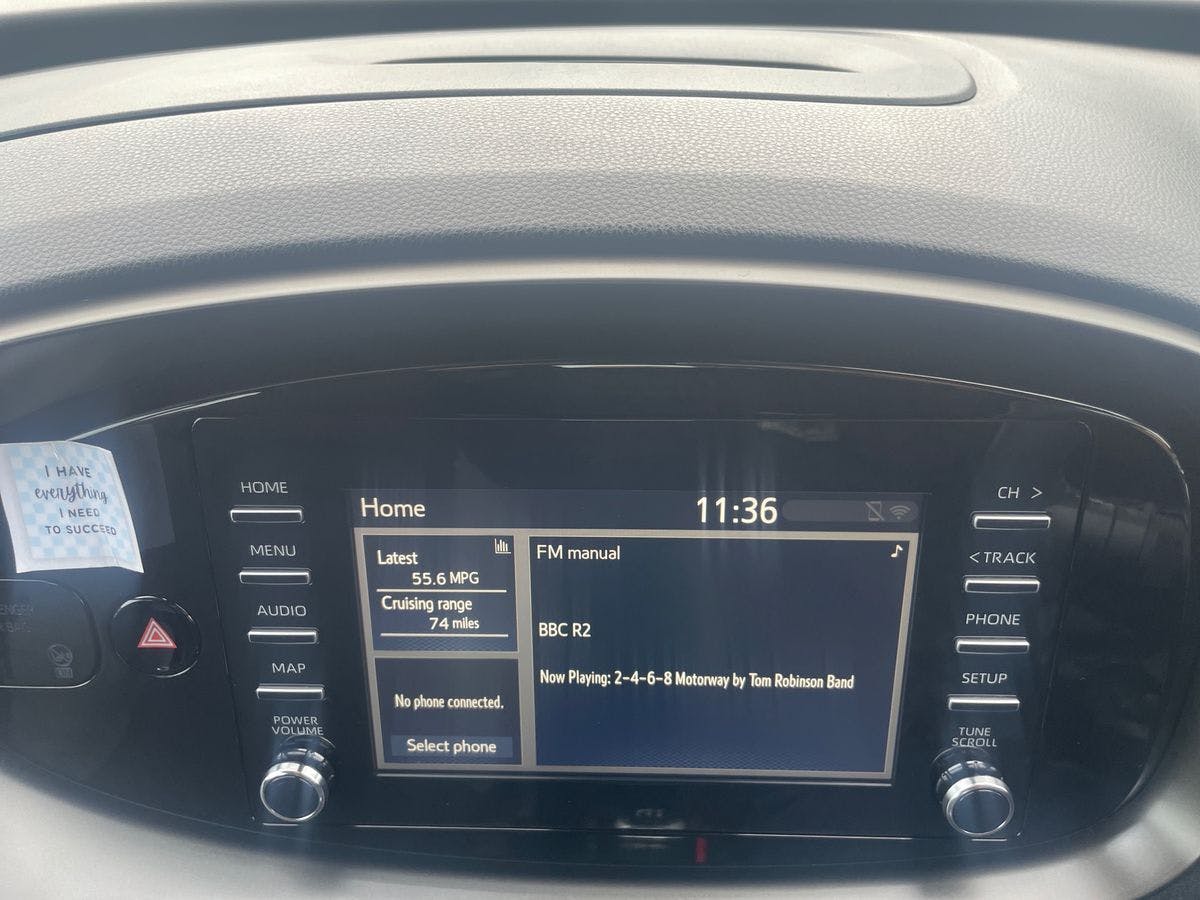 I HAVE
everything
I NEED
TO SUCCEED
HOME
MENU
AUDIO
MAP
POWER
VOLUME
Home
11:36
Latest
55.6 MPG
Cruising range
74 miles
No phone connected.
Select phone
FM manual
BBC R2
Now Playing: 2-4-6-8 Motorway by Tom Robinson Band
CH >
< TRACK
PHONE
SETUP
TUNE
SCROLL